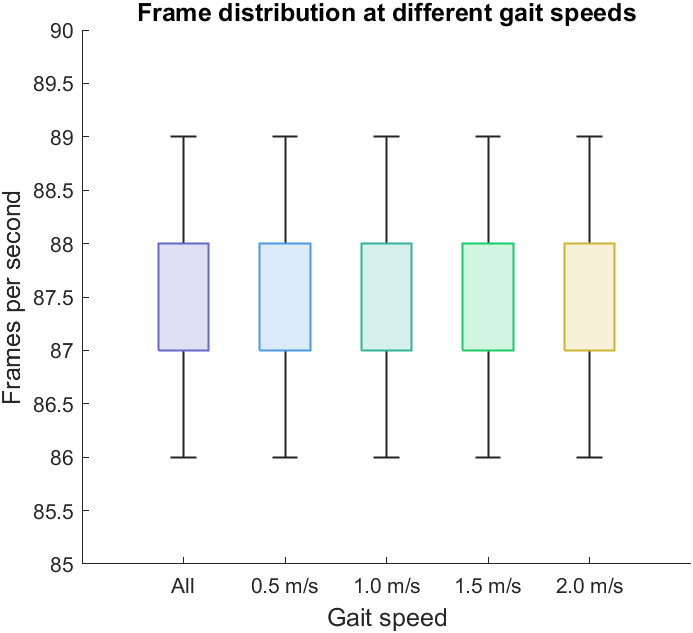 Frame distribution at different gait speeds
90
89.5
89
88.5
88
87.5
87
86.5
86
85.5
85
Frames per second
All
0.5 m/s
1.0 m/s
1.5 m/s
2.0 m/s
Gait speed